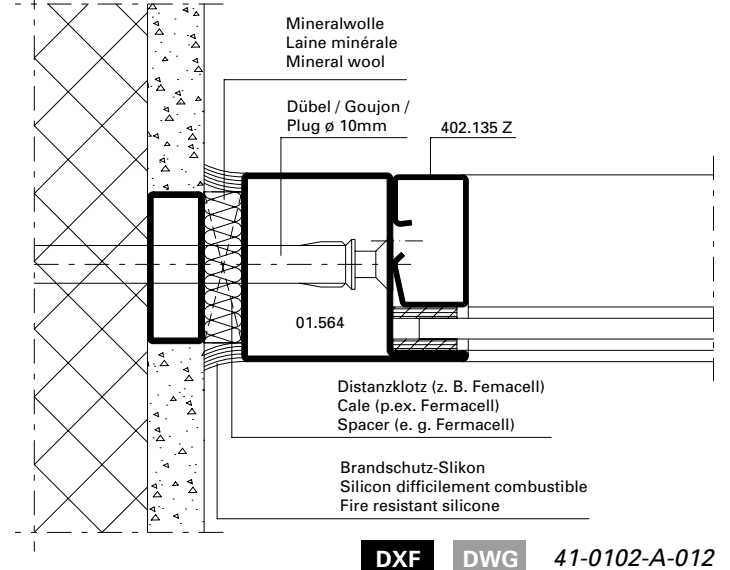 Mineralwolle
Laine minérale
Mineral wool
Dübel / Goujon /
Plug ø 10mm
402.135 Z
01.564
Distanzklotz (z. B. Femacell)
Cale (p.ex. Fermacell)
Spacer (e. g. Fermacell)
Brandschutz-Slikon
Silicon difficilement combustible
Fire resistant silicone
DXF DWG 41-0102-A-012